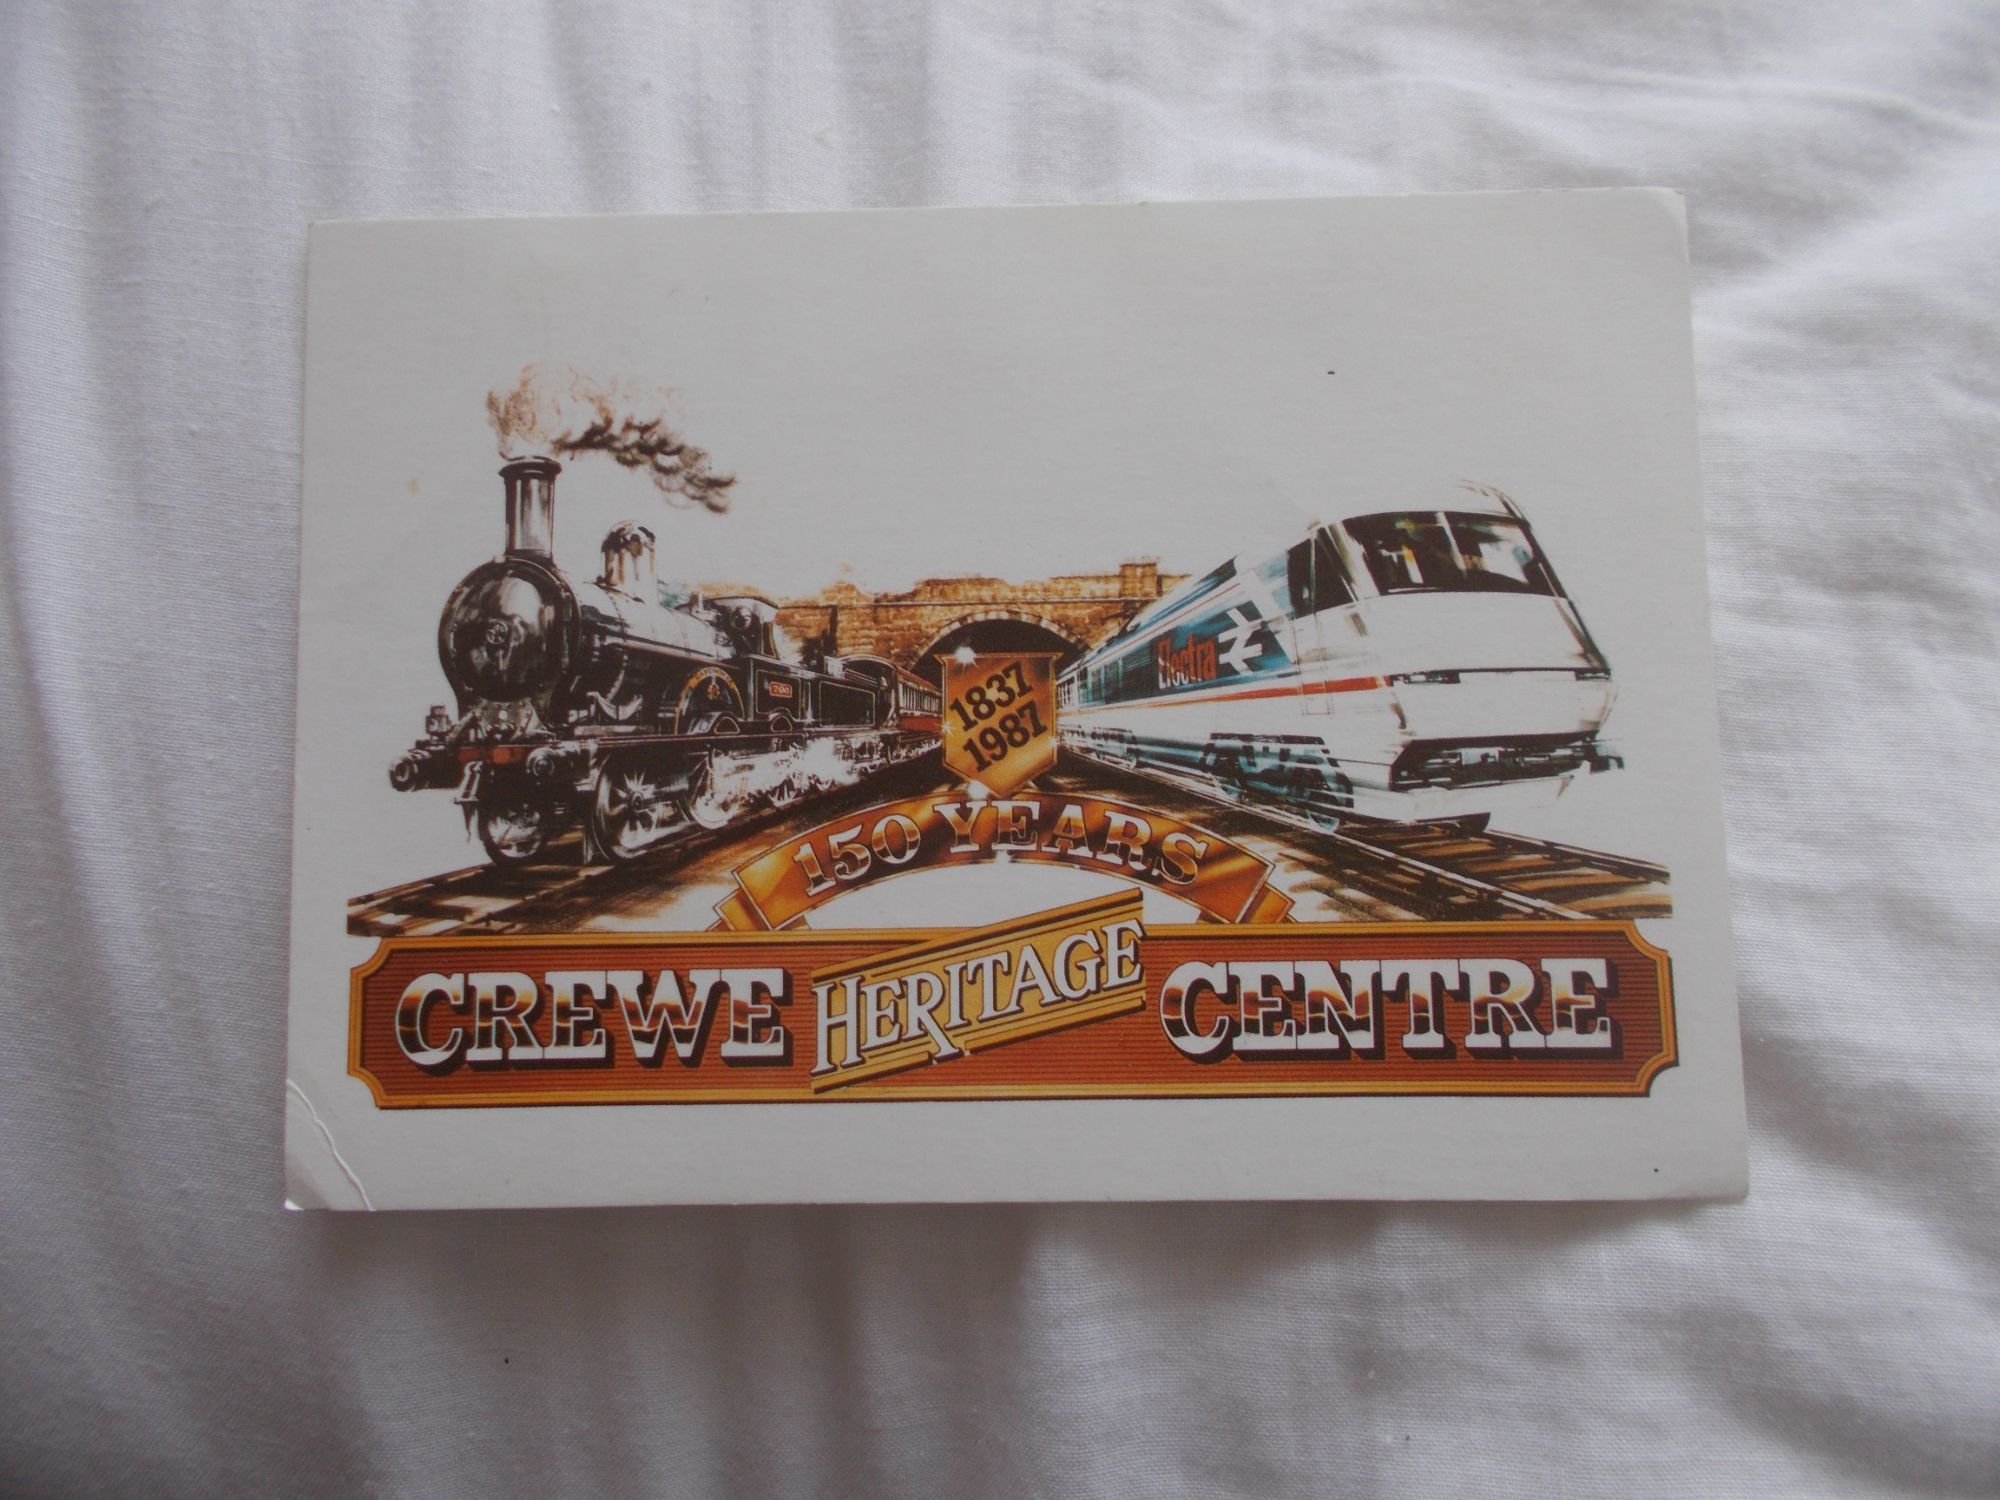 Electra
1837
1987
150 YEARS
CREWE HERITAGE CENTRE